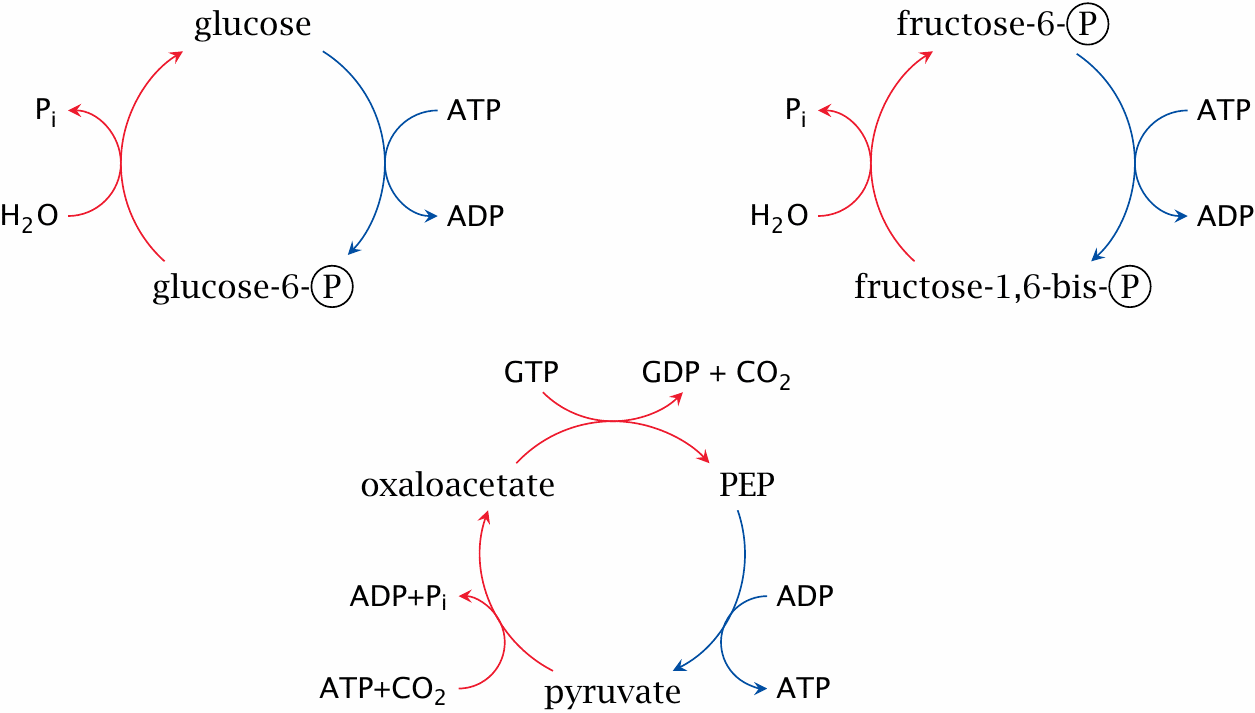 glucose
P
i
ATP
H2O
ADP
glucose-6-P
fructose-6-P
Pi
ATP
H2O
ADP
fructose-1,6-bis-P
GTP
GDP + CO2
oxaloacetate
PEP
ADP+Pi
ADP
ATP+CO2
pyruvate
ATP